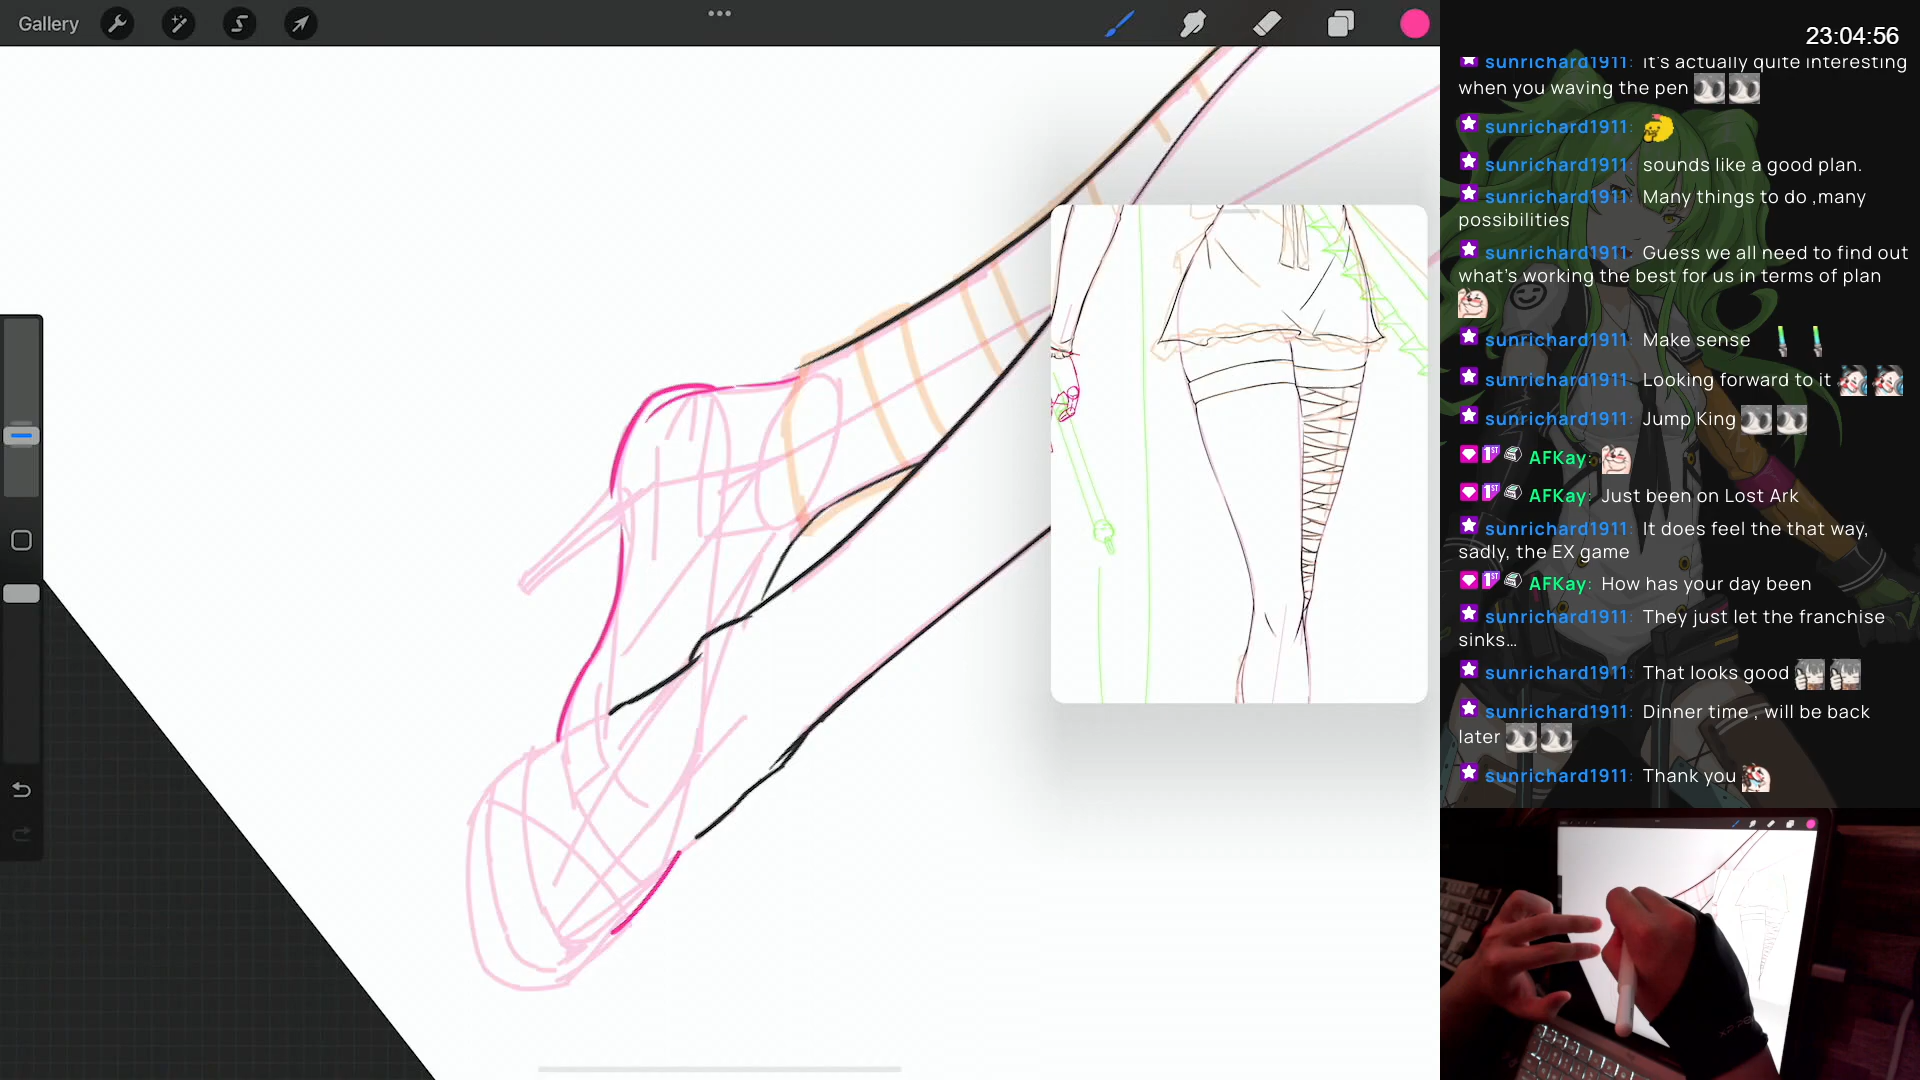 Gallery
23:04:56
sunrichard1911: it's actually quite interesting
when you waving the pen
sunrichard1911:
sunrichard1911: sounds like a good plan.
sunrichard1911: Many things to do ,many
possibilities
sunrichard1911: Guess we all need to find out
what's working the best for us in terms of plan
sunrichard1911: Make sense
sunrichard1911: Looking forward to it
sunrichard1911: Jump King
1ST AFKay:
1ST AFKay: Just been on Lost Ark
sunrichard1911: It does feel the that way,
sadly, the EX game
1ST AFKay: How has your day been
sunrichard1911: They just let the franchise
sinks...
sunrichard1911: That looks good
sunrichard1911: Dinner time , will be back
later
sunrichard1911: Thank you